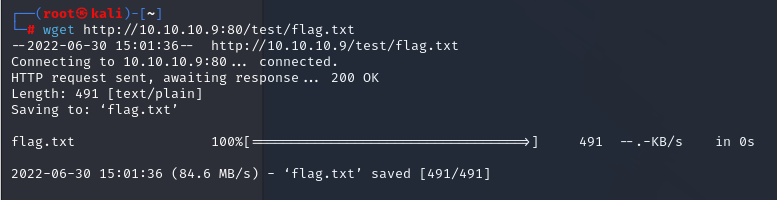 ┌──(root㉿kali)-[~]
└─# wget http://10.10.10.9:80/test/flag.txt
--2022-06-30 15:01:36--  http://10.10.10.9/test/flag.txt
Connecting to 10.10.10.9:80... connected.
HTTP request sent, awaiting response... 200 OK
Length: 491 [text/plain]
Saving to: ‘flag.txt’
flag.txt                 100%[==================================>]     491  --.-KB/s    in 0s
2022-06-30 15:01:36 (84.6 MB/s) - ‘flag.txt’ saved [491/491]